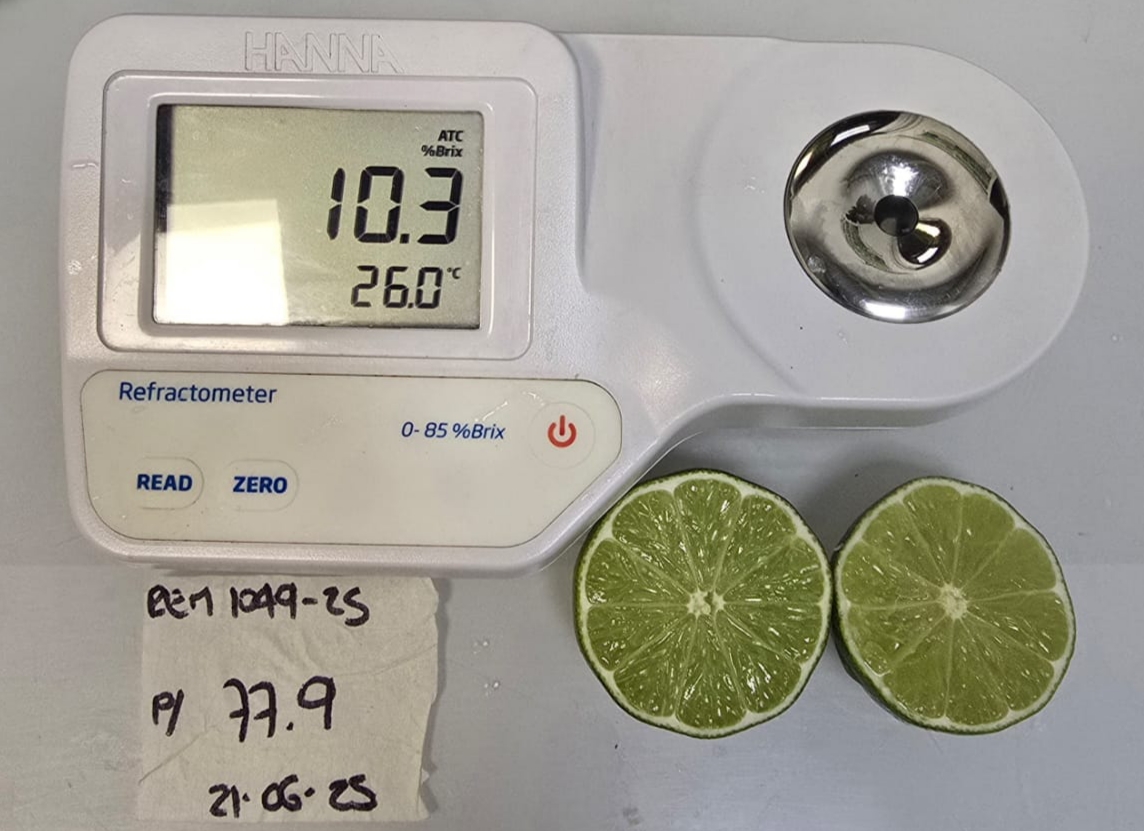 HANNA
ATC
%Brix
10.3
26.0°C
Refractometer
0-85 %Brix
READ ZERO
REM 1049-25
P/ 77.9
21-06-25